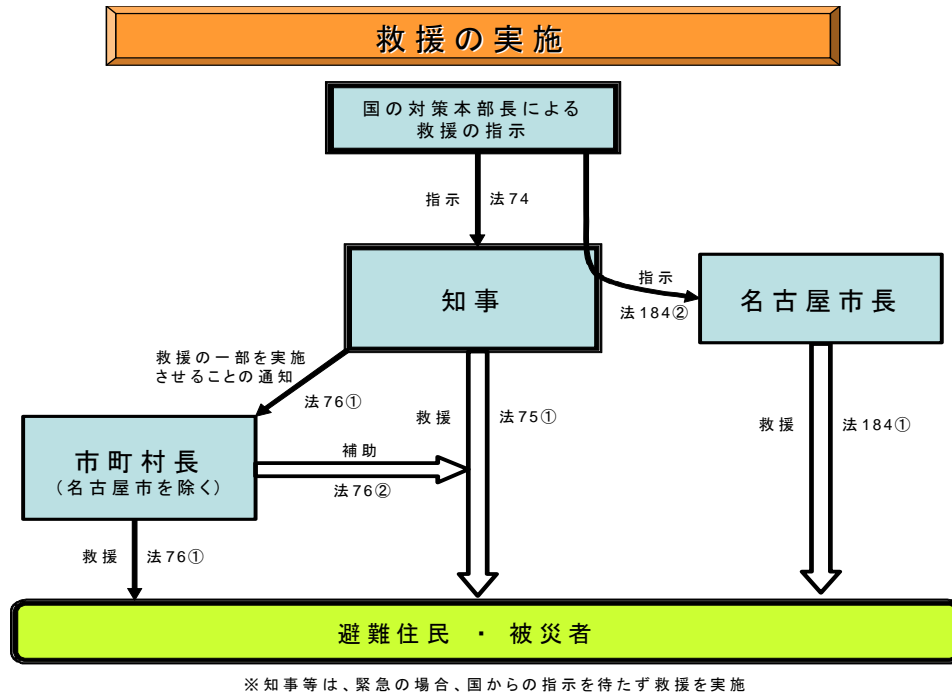 救援の実施
国の対策本部長による
救援の指示
指示
法74
知事
指示
法184②
名古屋市長
救援の一部を実施
させることの通知
法76①
救援
法75①
救援
法184①
市町村長
(名古屋市を除く)
補助
法76②
救援
法76①
避難住民 ・ 被災者
※知事等は、緊急の場合、国からの指示を待たず救援を実施